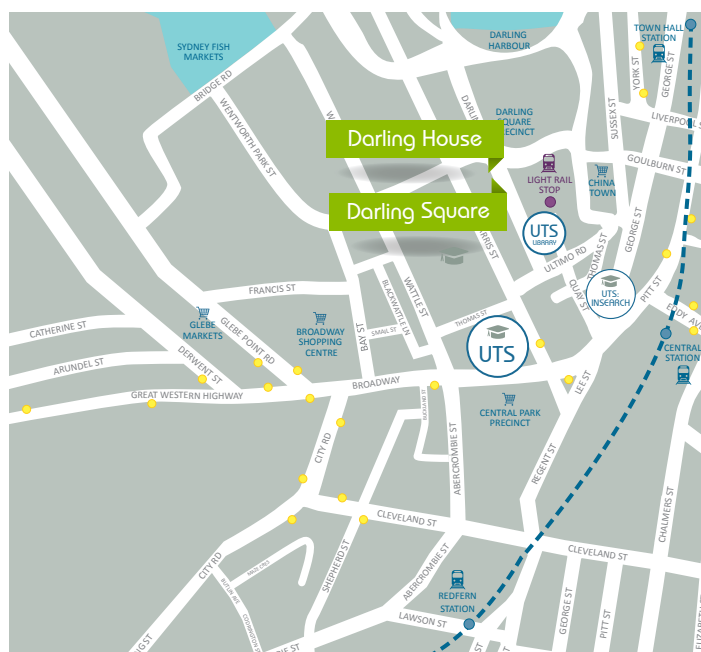 SYDNEY FISH
MARKETS
DARLING
HARBOUR
TOWN HALL
STATION
BRIDGE RD
WENTWORTH PARK ST
YORK ST
GEORGE ST
SUSSEX ST
DARLING
SQUARE
PRECINCT
Darling House
LIGHT RAIL
STOP
CHINA
TOWN
GOULBURN ST
Darling Square
UTS
LIBRARY
ULTIMO RD
THOMAS ST
GEORGE ST
QUAY ST
UTS:
INSEARCH
PITT ST
EDDY AVE
FRANCIS ST
BLACKWATTLE LN
WATTLE ST
BAY ST
SMAIL ST
THOMAS ST
UTS
GLEBE
MARKETS
GLEBE POINT RD
BROADWAY
SHOPPING
CENTRE
CATHERINE ST
ARUNDEL ST
DERWENT ST
CENTRAL
STATION
BROADWAY
GREAT WESTERN HIGHWAY
LEE ST
CENTRAL PARK
PRECINCT
CITY RD
ABERCROMBIE ST
REGENT ST
CHALMERS ST
CLEVELAND ST
CLEVELAND ST
CITY RD
SHEPHERD ST
ABERCROMBIE ST
REDFERN
STATION
LAWSON ST
GEORGE ST
PITT ST